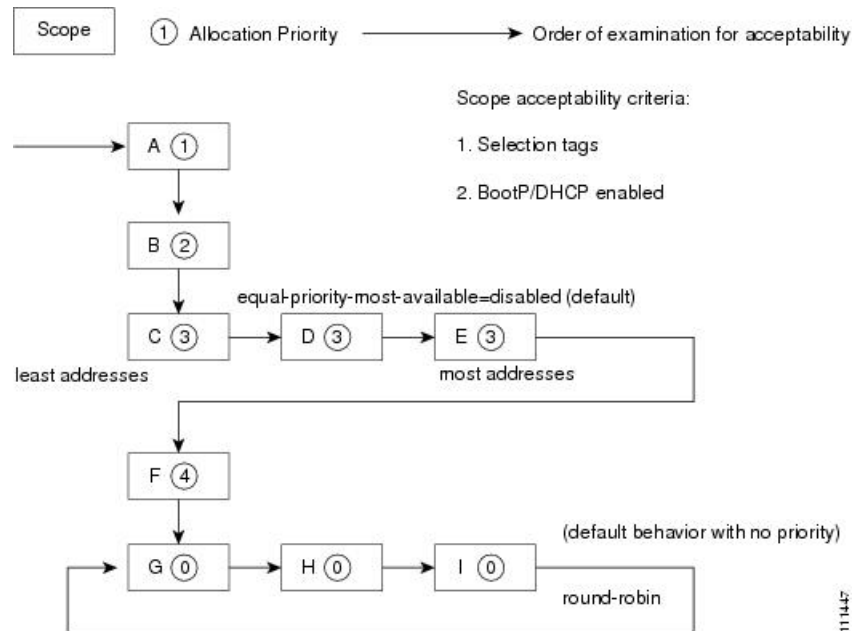 Scope
1 Allocation Priority
Order of examination for acceptability
Scope acceptability criteria:
1. Selection tags
2. BootP/DHCP enabled
A 1
B 2
equal-priority-most-available=disabled (default)
C 3
D 3
E 3
least addresses
most addresses
F 4
(default behavior with no priority)
G 0
H 0
I 0
round-robin
111447